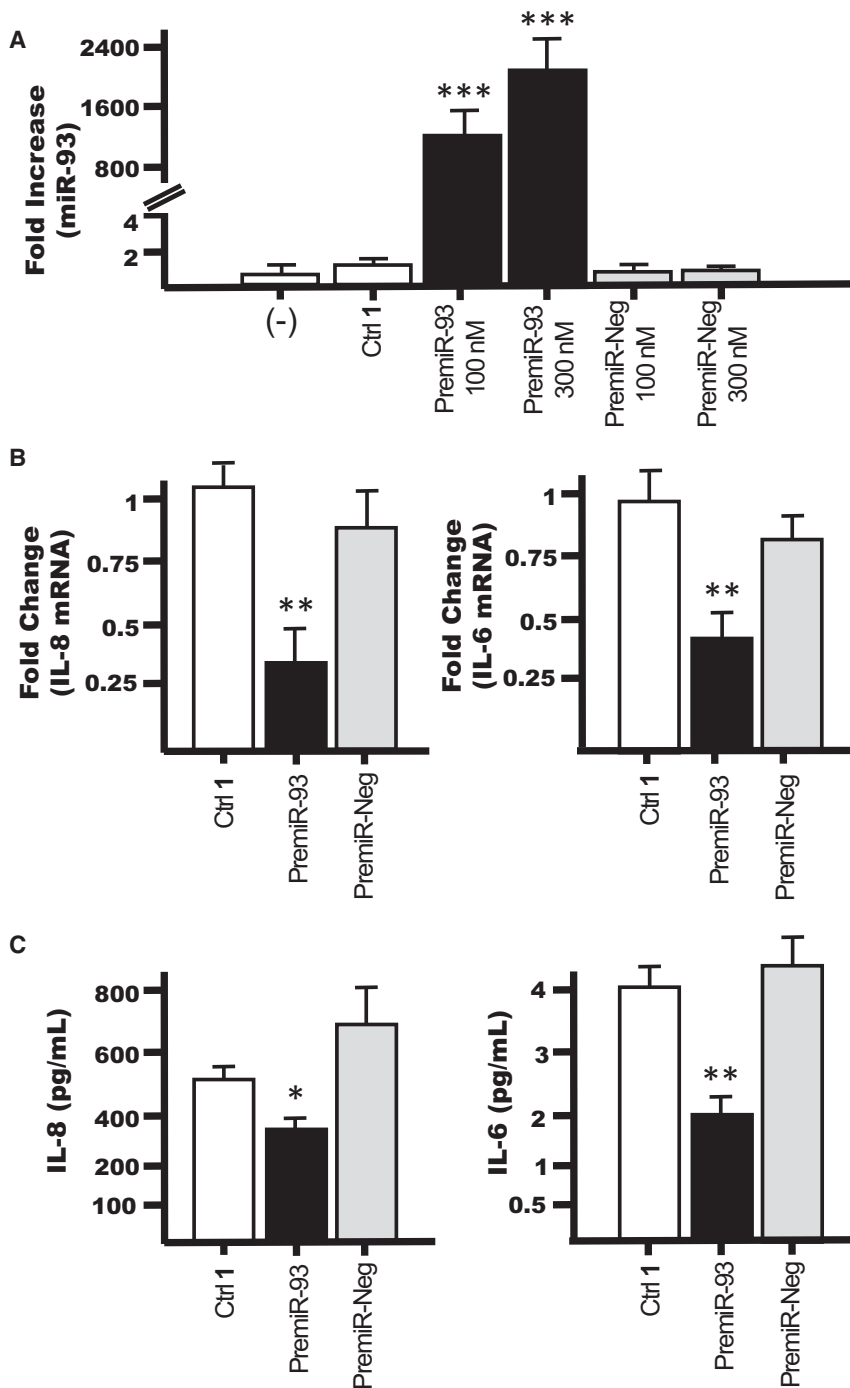 A
Fold Increase
(miR-93)
2400
1600
800
4
2
***
***
(-)
Ctrl 1
PremiR-93
100 nM
PremiR-93
300 nM
PremiR-Neg
100 nM
PremiR-Neg
300 nM
B
Fold Change
(IL-8 mRNA)
1
0.75
0.5
0.25
**
Ctrl 1
PremiR-93
PremiR-Neg
Fold Change
(IL-6 mRNA)
1
0.75
0.5
0.25
**
Ctrl 1
PremiR-93
PremiR-Neg
C
IL-8 (pg/mL)
800
600
400
200
100
*
Ctrl 1
PremiR-93
PremiR-Neg
IL-6 (pg/mL)
4
3
2
1
0.5
**
Ctrl 1
PremiR-93
PremiR-Neg